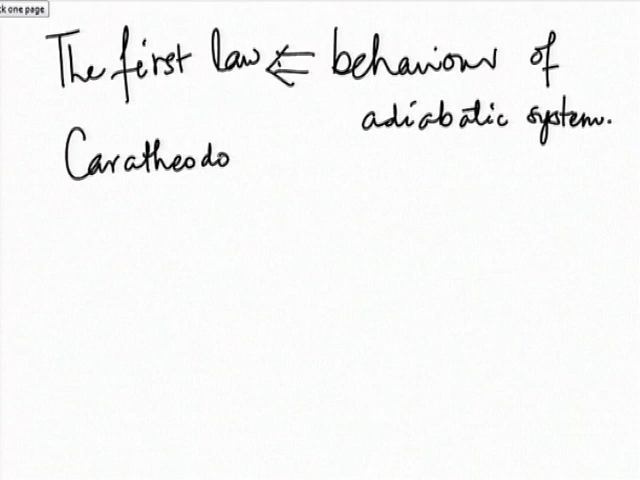 ck one page
The first law ⇐ behaviour of
adiabatic system.
Caratheodo